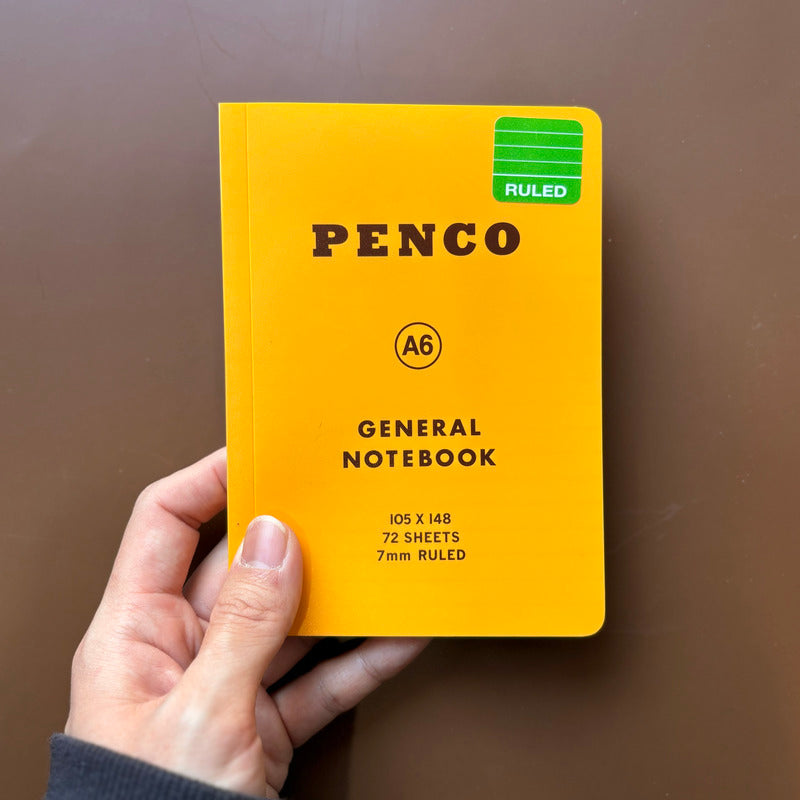 RULED
PENCO
A6
GENERAL
NOTEBOOK
105 X 148
72 SHEETS
7mm RULED